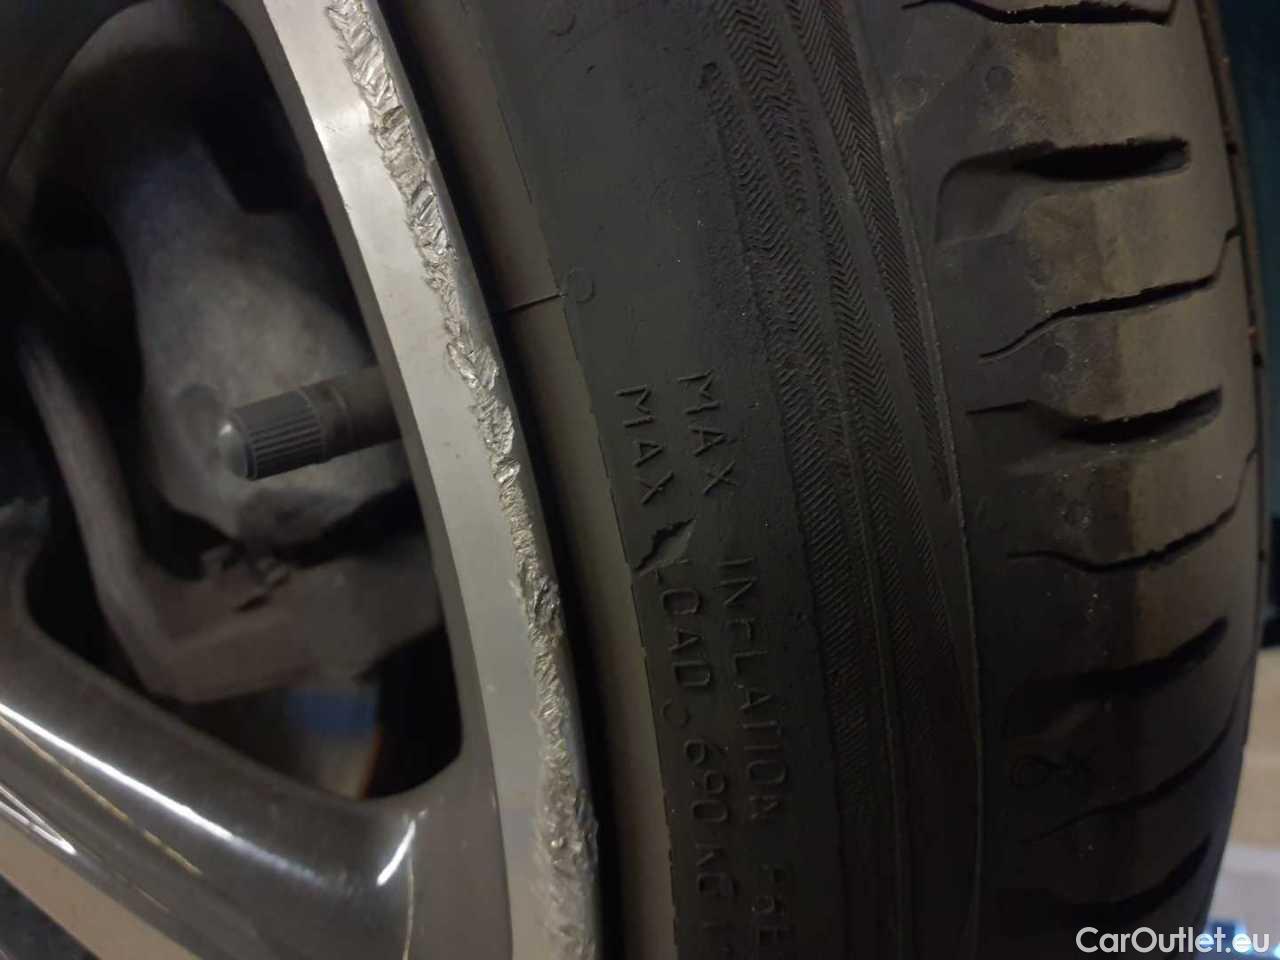 MAX INFLATION
MAX LOAD 690 KG
CarOutlet.eu